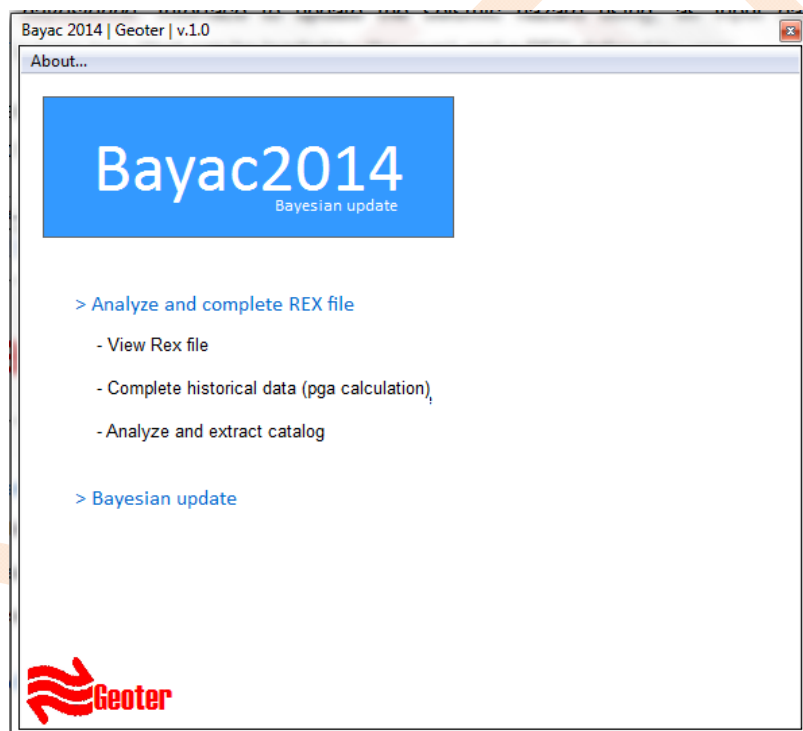 Bayac 2014 | Geoter | v.1.0
About...
Bayac2014
Bayesian update
> Analyze and complete REX file
- View Rex file
- Complete historical data (pga calculation)
- Analyze and extract catalog
> Bayesian update
Geoter